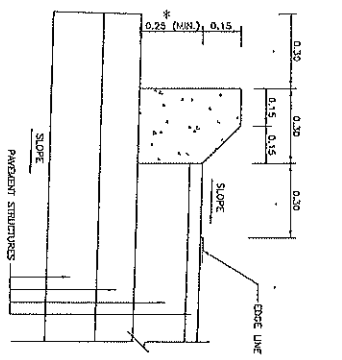 *
0.25 (MIN.)
0.15
0.30
0.15
0.30
0.15
0.30
SLOPE
SLOPE
PAVEMENT STRUCTURES
EDGE LINE